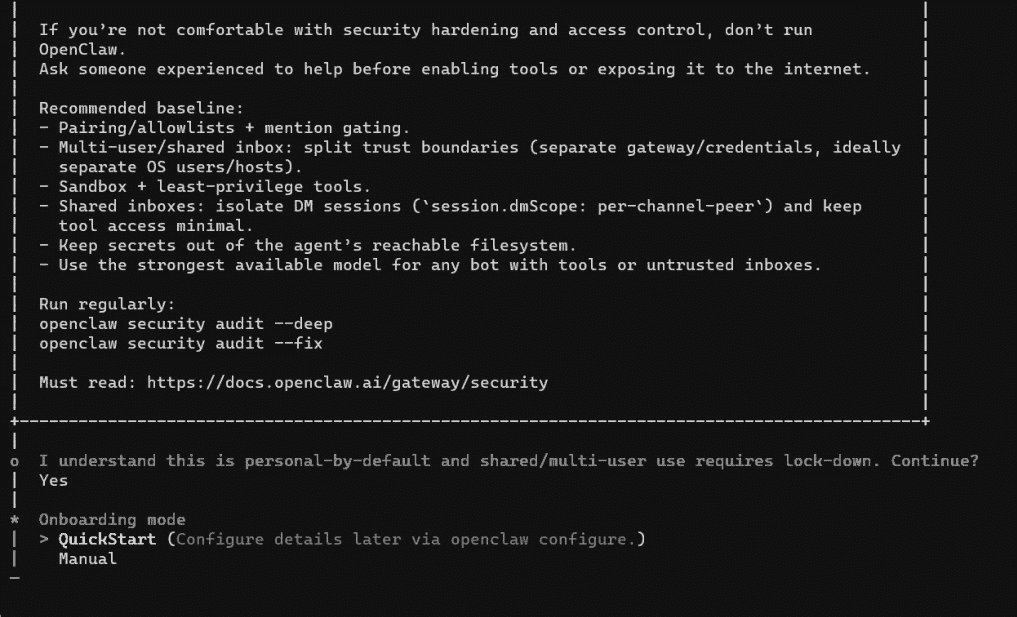 If you're not comfortable with security hardening and access control, don't run
OpenClaw.
Ask someone experienced to help before enabling tools or exposing it to the internet.
Recommended baseline:
- Pairing/allowlists + mention gating.
- Multi-user/shared inbox: split trust boundaries (separate gateway/credentials, ideally
separate OS users/hosts).
- Sandbox + least-privilege tools.
- Shared inboxes: isolate DM sessions (`session.dmScope: per-channel-peer`) and keep
tool access minimal.
- Keep secrets out of the agent's reachable filesystem.
- Use the strongest available model for any bot with tools or untrusted inboxes.
Run regularly:
openclaw security audit --deep
openclaw security audit --fix
Must read: https://docs.openclaw.ai/gateway/security
o I understand this is personal-by-default and shared/multi-user use requires lock-down. Continue?
Yes
* Onboarding mode
> QuickStart (Configure details later via openclaw configure.)
Manual